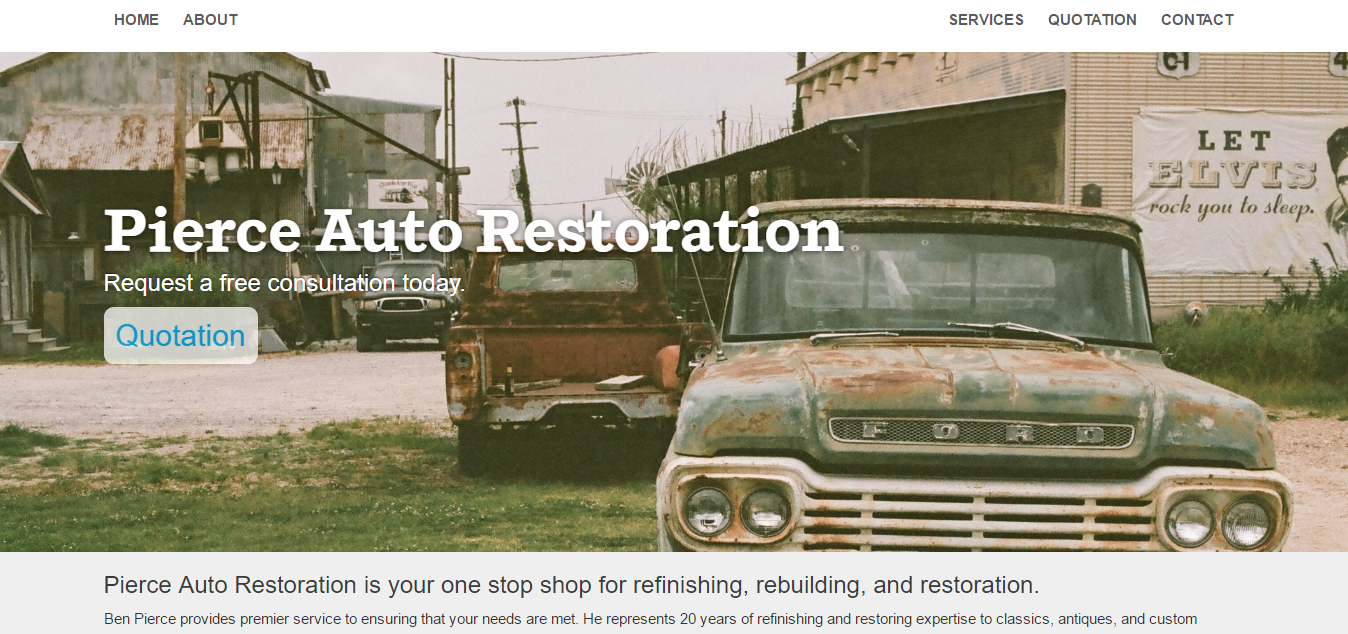 HOME ABOUT SERVICES QUOTATION CONTACT
61
4
LET
ELVIS
rock you to sleep.
Pierce Auto Restoration
Request a free consultation today.
Quotation
FORD
Pierce Auto Restoration is your one stop shop for refinishing, rebuilding, and restoration.
Ben Pierce provides premier service to ensuring that your needs are met. He represents 20 years of refinishing and restoring expertise to classics, antiques, and custom